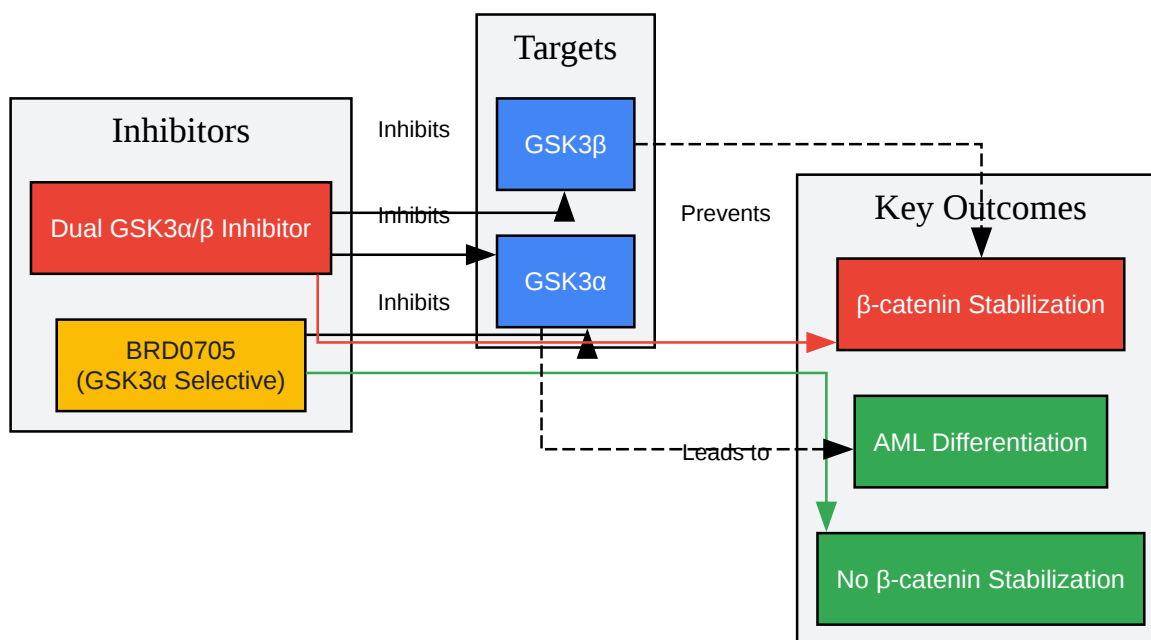 Targets
Inhibitors
Inhibits
GSK3β
Dual GSK3α/β Inhibitor
Inhibits
Prevents
Key Outcomes
GSK3α
β-catenin Stabilization
Inhibits
BRD0705
(GSK3α Selective)
Leads to
AML Differentiation
No β-catenin Stabilization